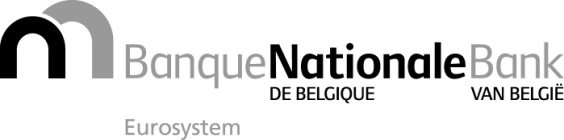 BanqueNationaleBank
DE BELGIQUE VAN BELGIË
Eurosystem